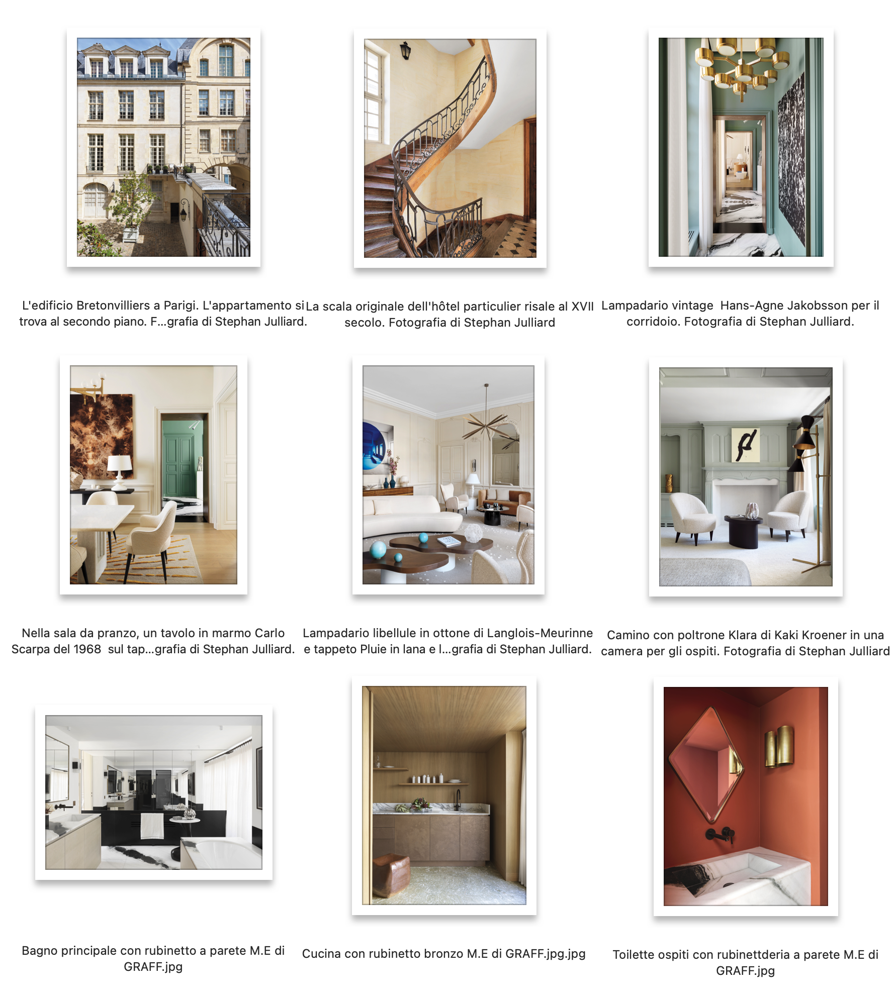 L'edificio Bretonvilliers a Parigi. L'appartamento si
trova al secondo piano. F...grafia di Stephan Julliard.
La scala originale dell'hôtel particulier risale al XVII
secolo. Fotografia di Stephan Julliard
Lampadario vintage  Hans-Agne Jakobsson per il
corridoio. Fotografia di Stephan Julliard.
Nella sala da pranzo, un tavolo in marmo Carlo
Scarpa del 1968  sul tap...grafia di Stephan Julliard.
Lampadario libellule in ottone di Langlois-Meurinne
e tappeto Pluie in lana e l...grafia di Stephan Julliard.
Camino con poltrone Klara di Kaki Kroener in una
camera per gli ospiti. Fotografia di Stephan Julliard
Bagno principale con rubinetto a parete M.E di
GRAFF.jpg
Cucina con rubinetto bronzo M.E di GRAFF.jpg.jpg
Toilette ospiti con rubinettderia a parete M.E di
GRAFF.jpg